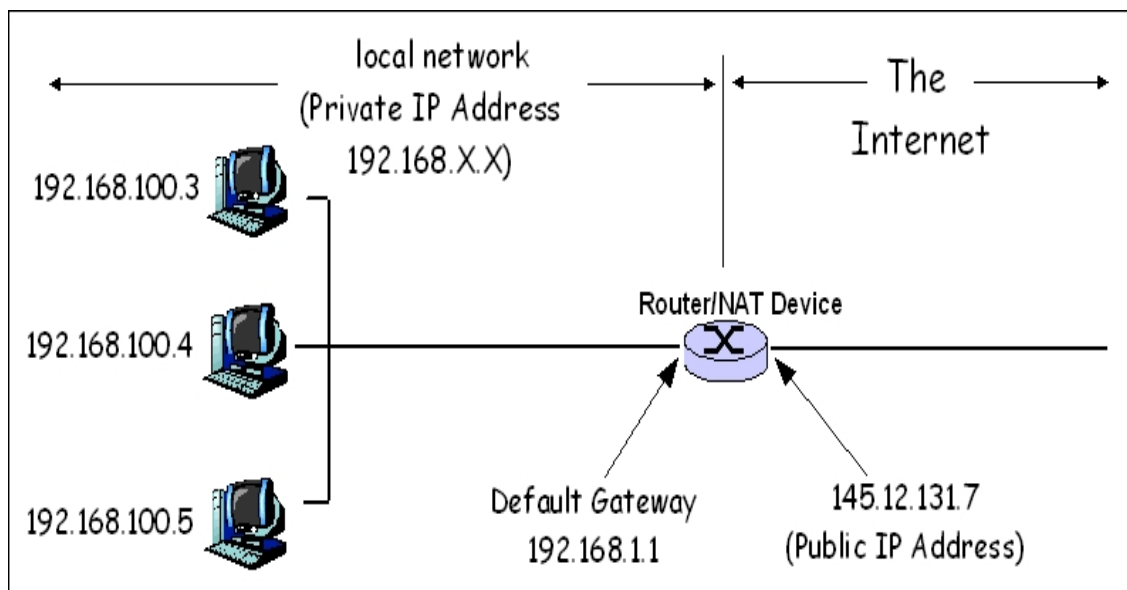 local network
(Private IP Address
192.168.X.X)
The
Internet
192.168.100.3
Router/NAT Device
192.168.100.4
192.168.100.5
Default Gateway
192.168.1.1
145.12.131.7
(Public IP Address)